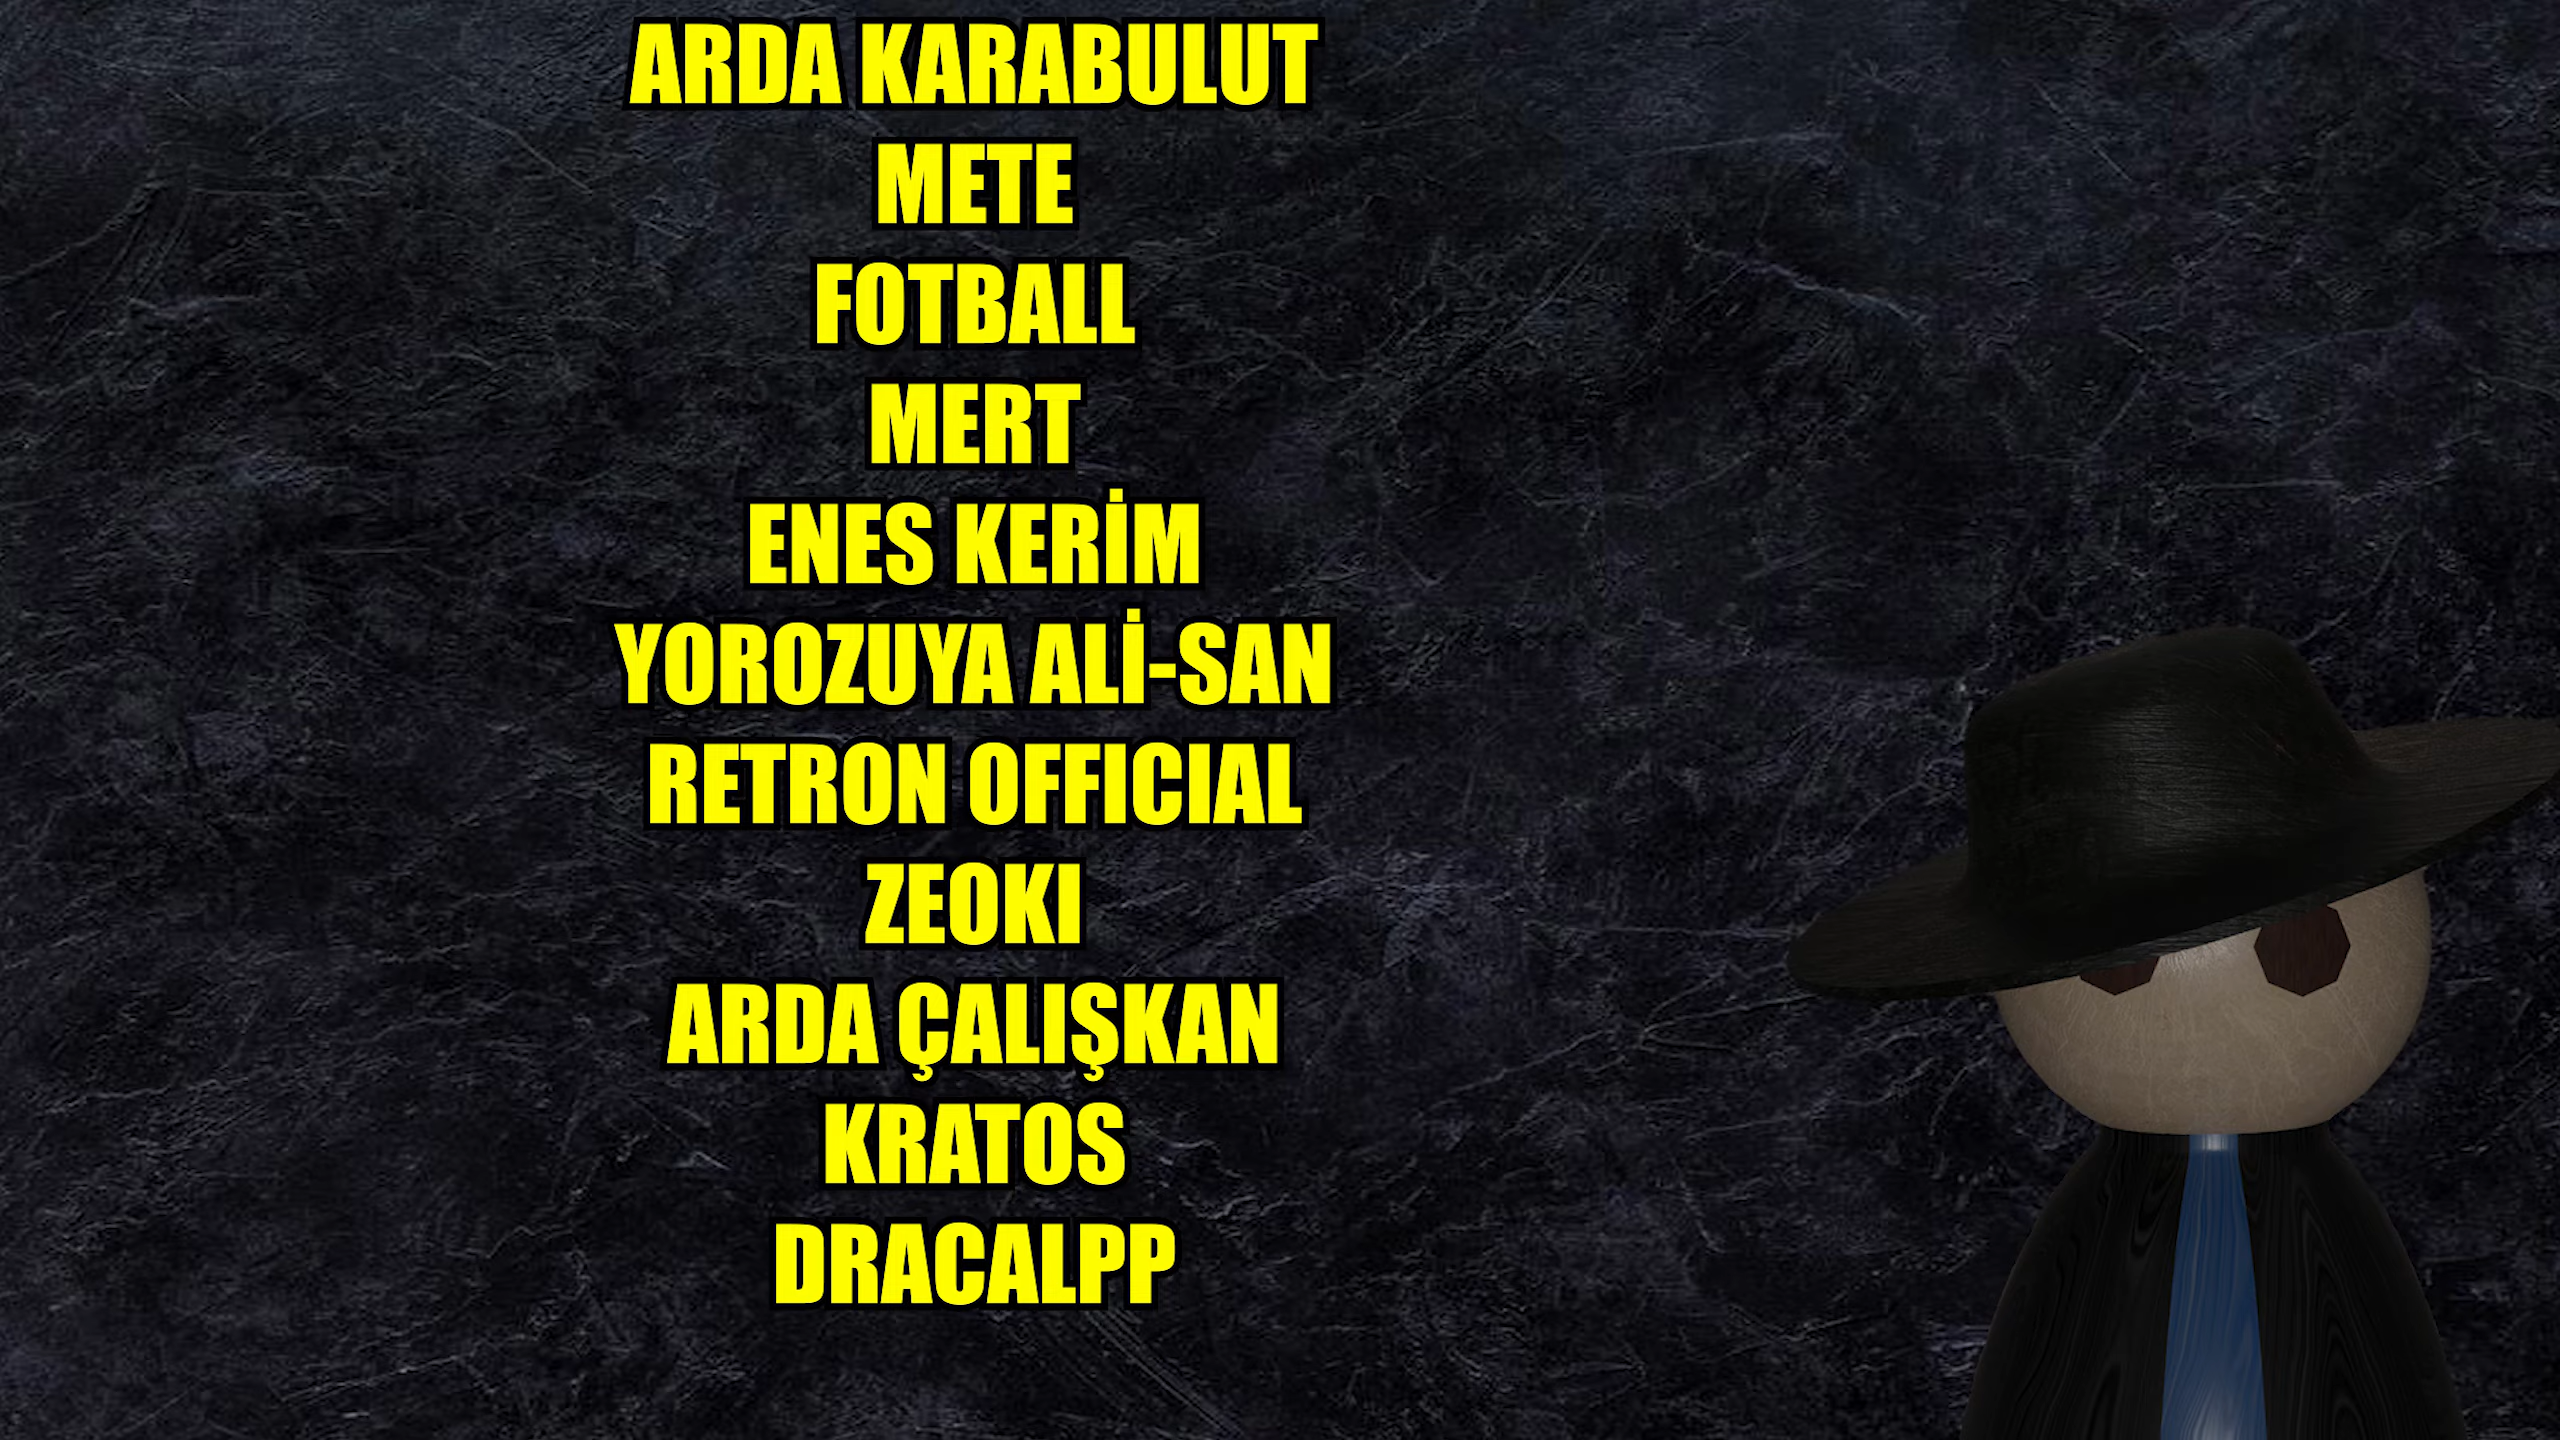 ARDA KARABULUT
METE
FOTBALL
MERT
ENES KERİM
YOROZUYA ALİ-SAN
RETRON OFFICIAL
ZEOKI
ARDA ÇALIŞKAN
KRATOS
DRACALPP